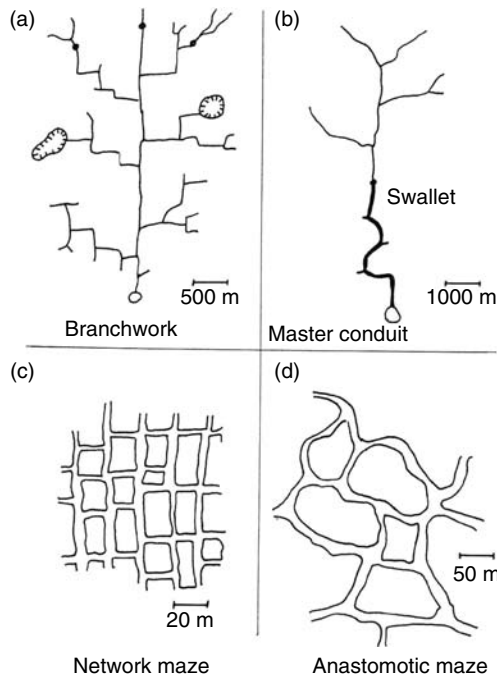 (a)
500 m
Branchwork
(b)
Swallet
1000 m
Master conduit
(c)
20 m
Network maze
(d)
50 m
Anastomotic maze